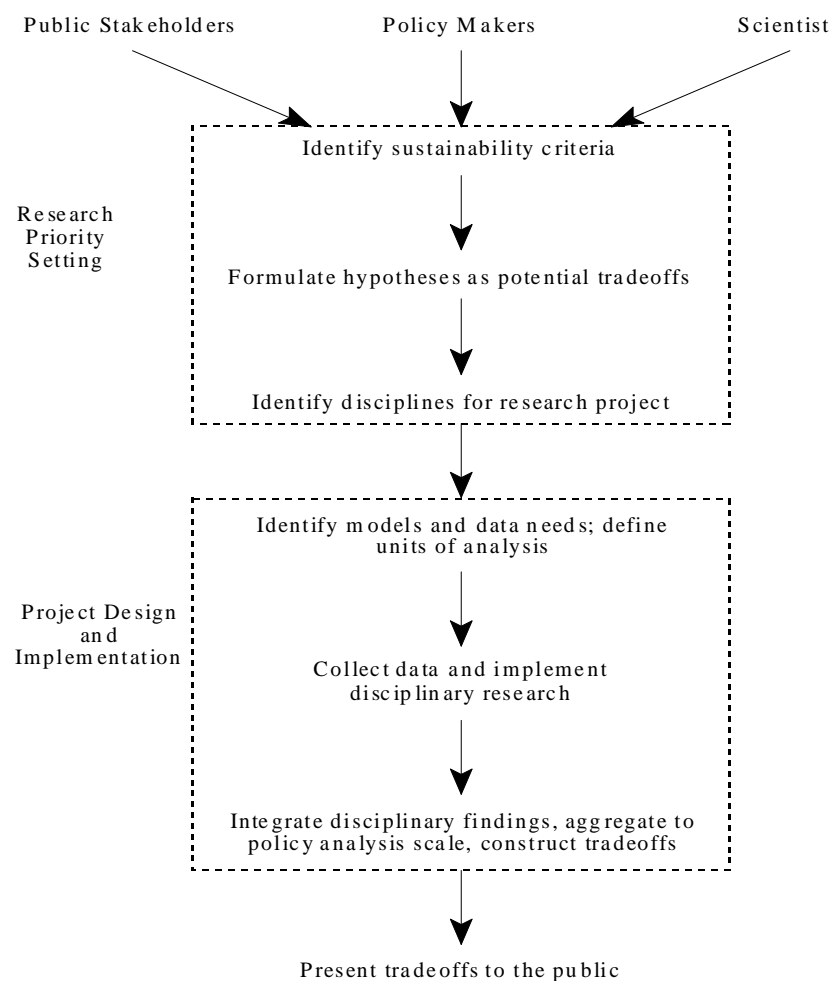 Public Stakeholders
Policy Makers
Scientist
Identify sustainability criteria
Research
Priority
Setting
Formulate hypotheses as potential tradeoffs
Identify disciplines for research project
Identify models and data needs; define
units of analysis
Project Design
and
Implementation
Collect data and implement
disciplinary research
Integrate disciplinary findings, aggregate to
policy analysis scale, construct tradeoffs
Present tradeoffs to the public